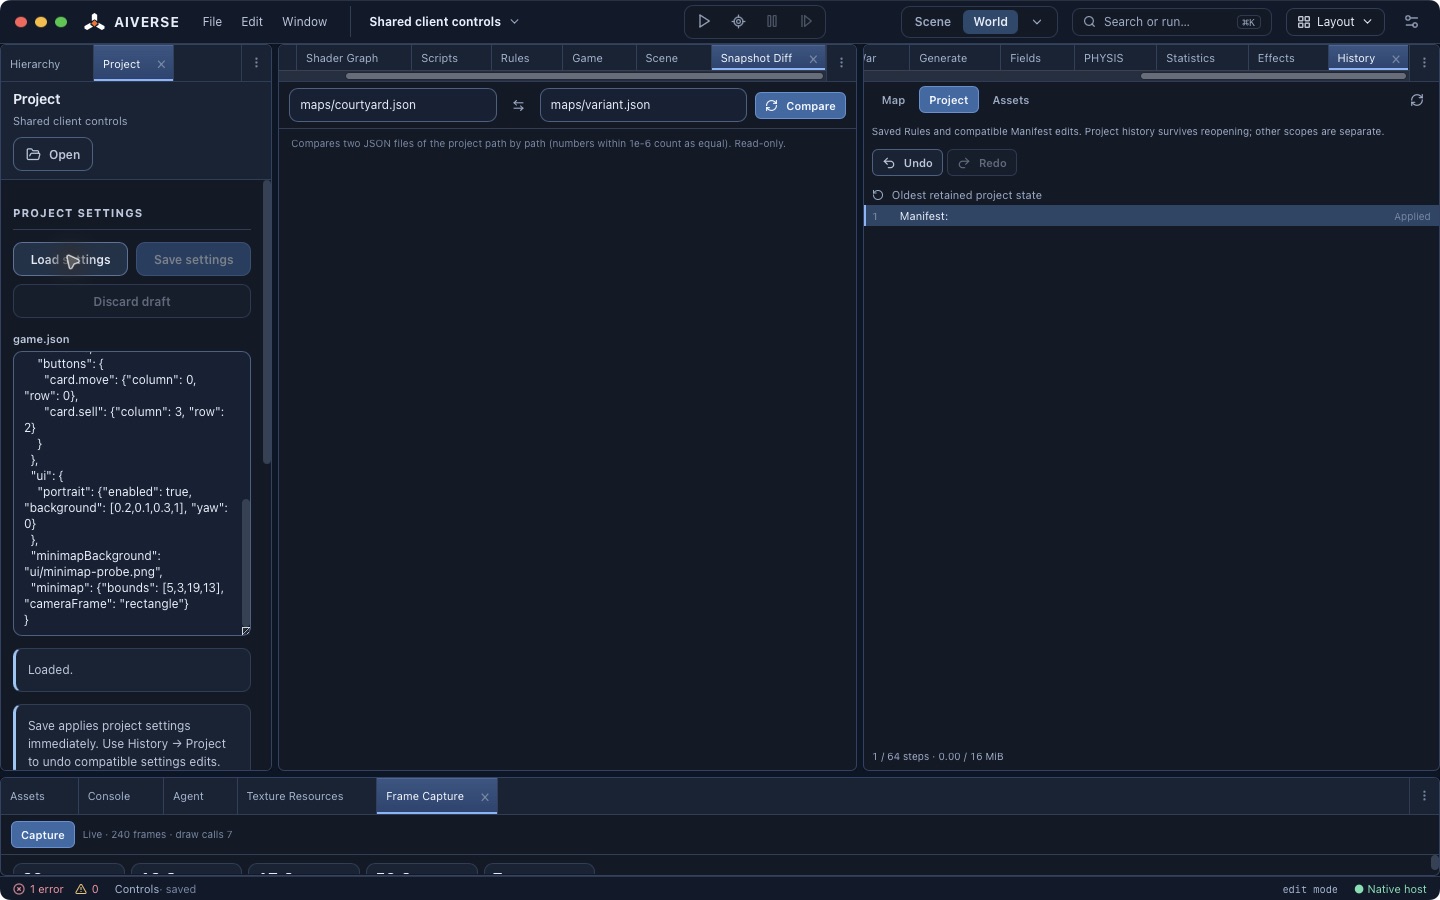 AIVERSE File Edit Window Shared client controls Scene World Search or run... ⌘K Layout
Hierarchy Project
Shader Graph Scripts Rules Game Scene Snapshot Diff
Generate Fields PHYSIS Statistics Effects History
Project
Shared client controls
Open
PROJECT SETTINGS
Load settings Save settings
Discard draft
game.json
"buttons": {
"card.move": {"column": 0,
"row": 0},
"card.sell": {"column": 3, "row":
2}
}
},
"ui": {
"portrait": {"enabled": true,
"background": [0.2,0.1,0.3,1], "yaw":
0}
},
"minimapBackground":
"ui/minimap-probe.png",
"minimap": {"bounds": [5,3,19,13],
"cameraFrame": "rectangle"}
}
Loaded.
Save applies project settings
immediately. Use History → Project
to undo compatible settings edits.
maps/courtyard.json maps/variant.json Compare
Compares two JSON files of the project path by path (numbers within 1e-6 count as equal). Read-only.
Map Project Assets
Saved Rules and compatible Manifest edits. Project history survives reopening; other scopes are separate.
Undo Redo
Oldest retained project state
1 Manifest: Applied
1 / 64 steps · 0.00 / 16 MiB
Assets Console Agent Texture Resources Frame Capture
Capture Live · 240 frames · draw calls 7
1 error 0 Controls · saved edit mode Native host